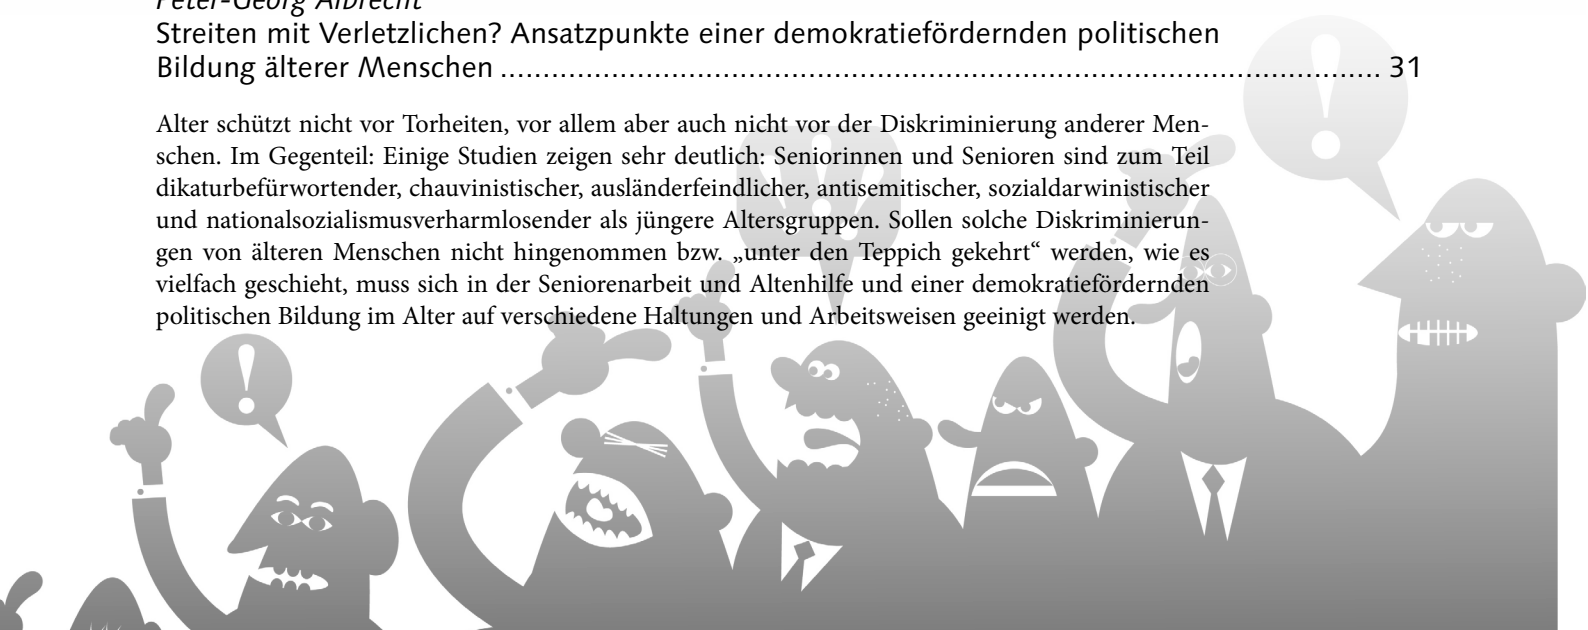 Peter-Georg Albrecht
Streiten mit Verletzlichen? Ansatzpunkte einer demokratiefördernden politischen
Bildung älterer Menschen ........................................................................................................ 31
Alter schützt nicht vor Torheiten, vor allem aber auch nicht vor der Diskriminierung anderer Men-
schen. Im Gegenteil: Einige Studien zeigen sehr deutlich: Seniorinnen und Senioren sind zum Teil
dikaturbefürwortender, chauvinistischer, ausländerfeindlicher, antisemitischer, sozialdarwinistischer
und nationalsozialismusverharmlosender als jüngere Altersgruppen. Sollen solche Diskriminierun-
gen von älteren Menschen nicht hingenommen bzw. „unter den Teppich gekehrt“ werden, wie es
vielfach geschieht, muss sich in der Seniorenarbeit und Altenhilfe und einer demokratiefördernden
politischen Bildung im Alter auf verschiedene Haltungen und Arbeitsweisen geeinigt werden.
!
!
!